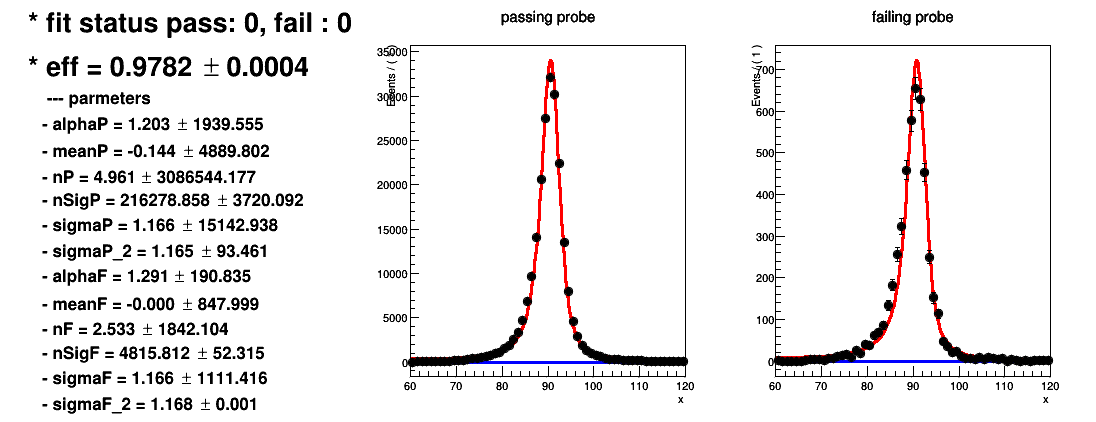 * fit status pass: 0, fail : 0
* eff = 0.9782 ± 0.0004
--- parmeters
- alphaP = 1.203 ± 1939.555
- meanP = -0.144 ± 4889.802
- nP = 4.961 ± 3086544.177
- nSigP = 216278.858 ± 3720.092
- sigmaP = 1.166 ± 15142.938
- sigmaP_2 = 1.165 ± 93.461
- alphaF = 1.291 ± 190.835
- meanF = -0.000 ± 847.999
- nF = 2.533 ± 1842.104
- nSigF = 4815.812 ± 52.315
- sigmaF = 1.166 ± 1111.416
- sigmaF_2 = 1.168 ± 0.001
passing probe
Events / ( 
35000
30000
25000
20000
15000
10000
5000
0
60 70 80 90 100 110 120
x
failing probe
Events / ( 1 )
700
600
500
400
300
200
100
0
60 70 80 90 100 110 120
x